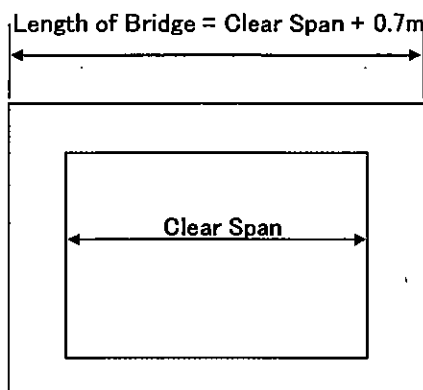 Length of Bridge = Clear Span + 0.7m
Clear Span